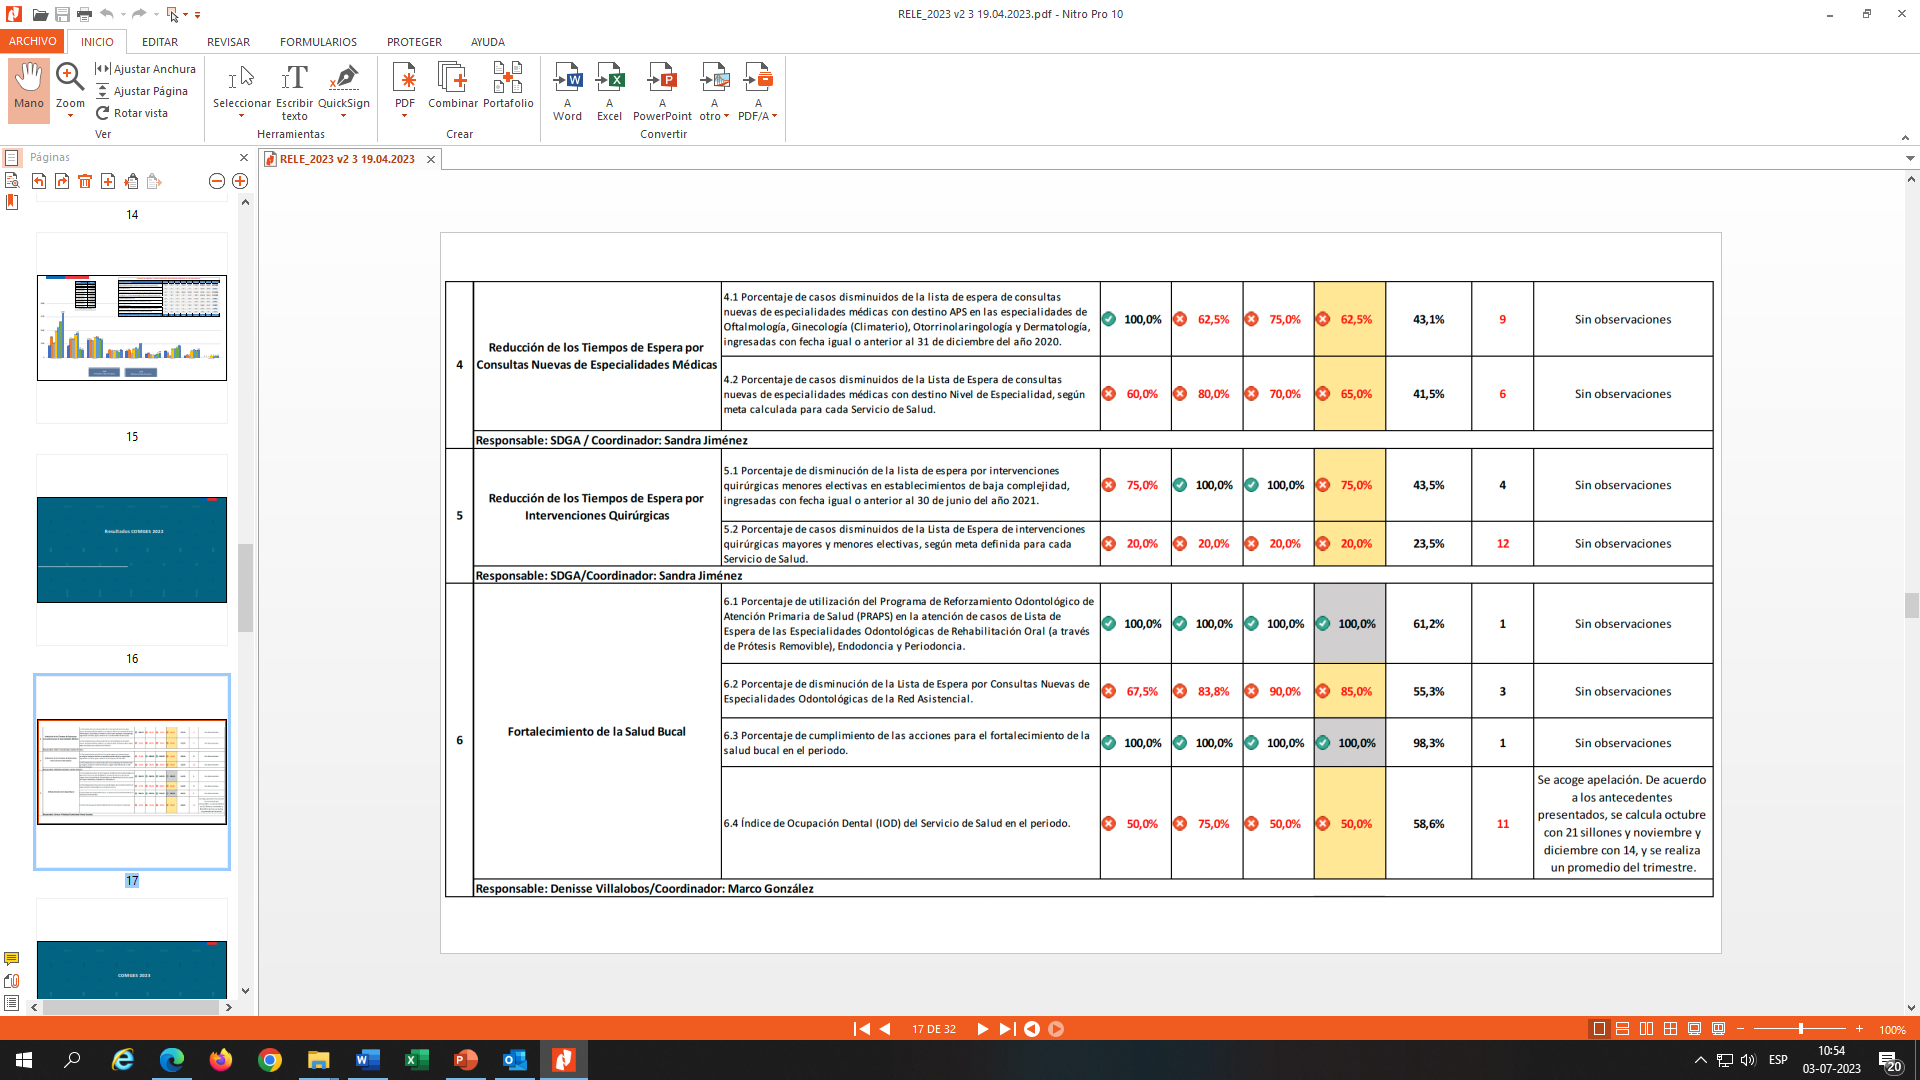 RELE_2023 v2 3 19.04.2023.pdf - Nitro Pro 10
ARCHIVO INICIO EDITAR REVISAR FORMULARIOS PROTEGER AYUDA
Mano
Zoom
Ajustar Anchura
Ajustar Página
Rotar vista
Ver
Seleccionar
Escribir
texto
QuickSign
Herramientas
PDF
Combinar
Portafolio
Crear
A
Word
A
Excel
A
PowerPoint
A
otro
A
PDF/A
Convertir
Páginas
RELE_2023 v2 3 19.04.2023
14
15
Resultados COMGES 2022
16
17
COMGES 2023
4
Reducción de los Tiempos de Espera por
Consultas Nuevas de Especialidades Médicas
4.1 Porcentaje de casos disminuidos de la lista de espera de consultas
nuevas de especialidades médicas con destino APS en las especialidades de
Oftalmología, Ginecología (Climaterio), Otorrinolaringología y Dermatología,
ingresadas con fecha igual o anterior al 31 de diciembre del año 2020.
100,0% 62,5% 75,0% 62,5% 43,1% 9 Sin observaciones
4.2 Porcentaje de casos disminuidos de la Lista de Espera de consultas
nuevas de especialidades médicas con destino Nivel de Especialidad, según
meta calculada para cada Servicio de Salud.
60,0% 80,0% 70,0% 65,0% 41,5% 6 Sin observaciones
Responsable: SDGA / Coordinador: Sandra Jiménez
5
Reducción de los Tiempos de Espera por
Intervenciones Quirúrgicas
5.1 Porcentaje de disminución de la lista de espera por intervenciones
quirúrgicas menores electivas en establecimientos de baja complejidad,
ingresadas con fecha igual o anterior al 30 de junio del año 2021.
75,0% 100,0% 100,0% 75,0% 43,5% 4 Sin observaciones
5.2 Porcentaje de casos disminuidos de la Lista de Espera de intervenciones
quirúrgicas mayores y menores electivas, según meta definida para cada
Servicio de Salud.
20,0% 20,0% 20,0% 20,0% 23,5% 12 Sin observaciones
Responsable: SDGA/Coordinador: Sandra Jiménez
6
Fortalecimiento de la Salud Bucal
6.1 Porcentaje de utilización del Programa de Reforzamiento Odontológico de
Atención Primaria de Salud (PRAPS) en la atención de casos de Lista de
Espera de las Especialidades Odontológicas de Rehabilitación Oral (a través
de Prótesis Removible), Endodoncia y Periodoncia.
100,0% 100,0% 100,0% 100,0% 61,2% 1 Sin observaciones
6.2 Porcentaje de disminución de la Lista de Espera por Consultas Nuevas de
Especialidades Odontológicas de la Red Asistencial.
67,5% 83,8% 90,0% 85,0% 55,3% 3 Sin observaciones
6.3 Porcentaje de cumplimiento de las acciones para el fortalecimiento de la
salud bucal en el periodo.
100,0% 100,0% 100,0% 100,0% 98,3% 1 Sin observaciones
6.4 Índice de Ocupación Dental (IOD) del Servicio de Salud en el periodo.
50,0% 75,0% 50,0% 50,0% 58,6% 11
Se acoge apelación. De acuerdo
a los antecedentes
presentados, se calcula octubre
con 21 sillones y noviembre y
diciembre con 14, y se realiza
un promedio del trimestre.
Responsable: Denisse Villalobos/Coordinador: Marco González
17 DE 32
100%
ESP
10:54
03-07-2023
20